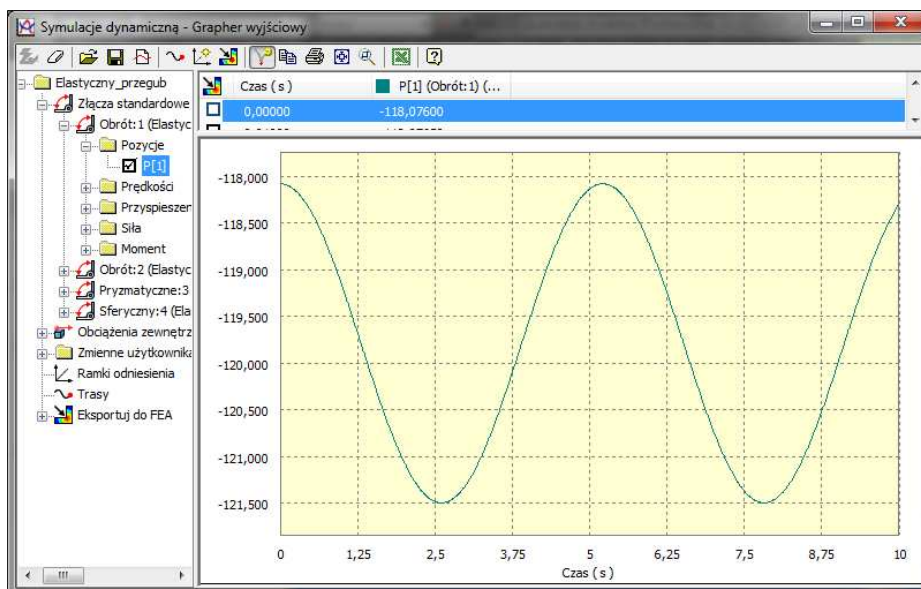 Symulacje dynamiczną - Grapher wyjściowy
Elastyczny_przegub
Złącza standardowe
Obrót:1 (Elastyc
Pozycje
P[1]
Prędkości
Przyspieszer
Siła
Moment
Obrót:2 (Elastyc
Pryzmatyczne:3
Sferyczny:4 (Ela
Obciążenia zewnętrz
Zmienne użytkownika
Ramki odniesienia
Trasy
Eksportuj do FEA
Czas ( s ) P[1] (Obrót:1) (...
0,00000 -118,07600
-118,000
-118,500
-119,000
-119,500
-120,000
-120,500
-121,000
-121,500
0 1,25 2,5 3,75 5 6,25 7,5 8,75 10
Czas ( s )